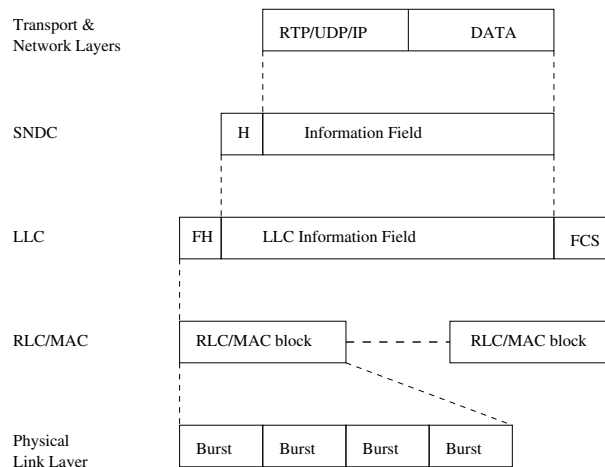 Transport &
Network Layers
RTP/UDP/IP DATA
SNDC H Information Field
LLC FH LLC Information Field FCS
RLC/MAC RLC/MAC block RLC/MAC block
Physical
Link Layer
Burst Burst Burst Burst